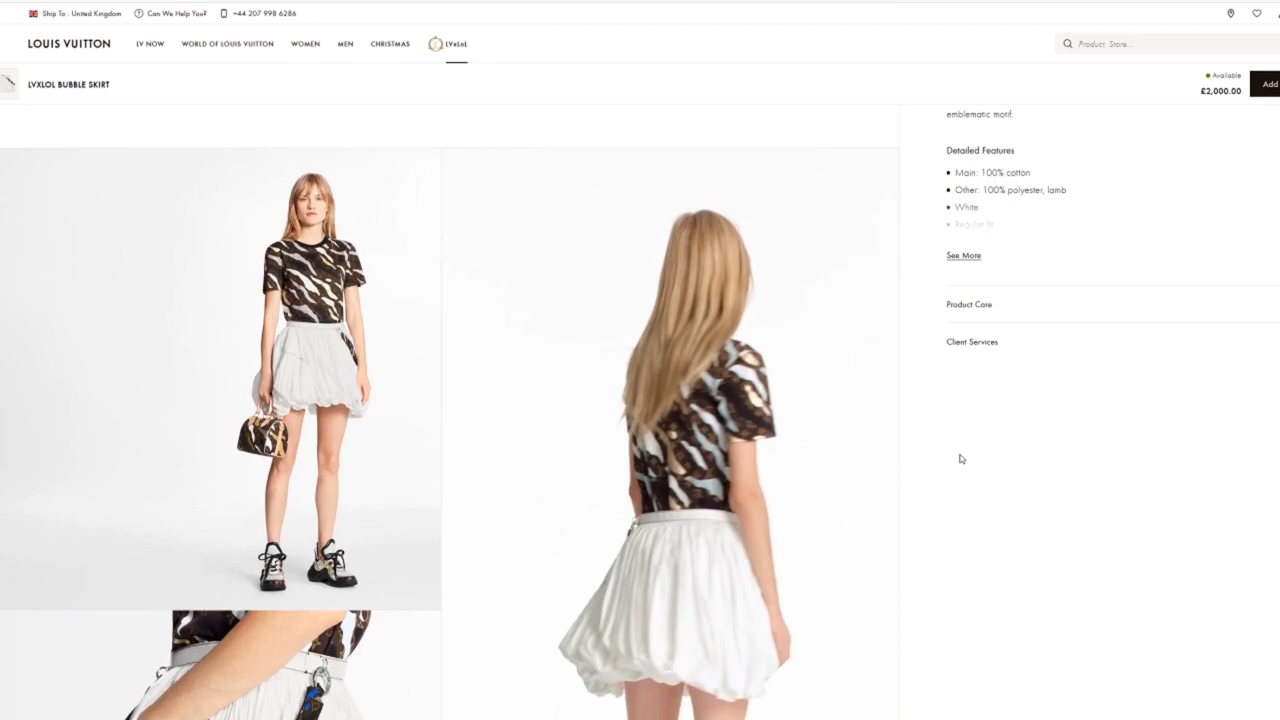 Ship To : United Kingdom
Can We Help You?
+44 207 998 6286
LOUIS VUITTON
LV NOW
WORLD OF LOUIS VUITTON
WOMEN
MEN
CHRISTMAS
LVxLoL
Product, Store...
LVXLOL BUBBLE SKIRT
Available
£2,000.00
Add
emblematic motif.
Detailed Features
• Main: 100% cotton
• Other: 100% polyester, lamb
• White
• Regular fit
See More
Product Care
Client Services